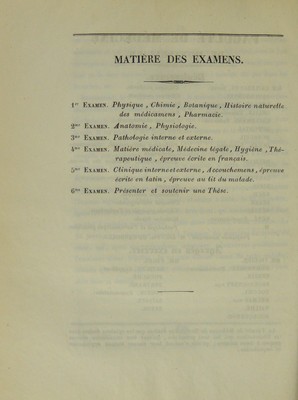 MATIÈRE DES EXAMENS.
1er EXAMEN. Physique, Chimie, Botanique, Histoire naturelle
des médicamens, Pharmacie.
2me EXAMEN. Anatomie, Physiologie.
3me EXAMEN. Pathologie interne et externe.
4me EXAMEN. Matière médicale, Médecine légale, Hygiène, Thé-
rapeutique, épreuve écrite en français.
5me EXAMEN. Clinique interne et externe, Accouchemens, épreuve
écrite en latin, épreuve au lit du malade.
6me EXAMEN. Présenter et soutenir une Thèse.